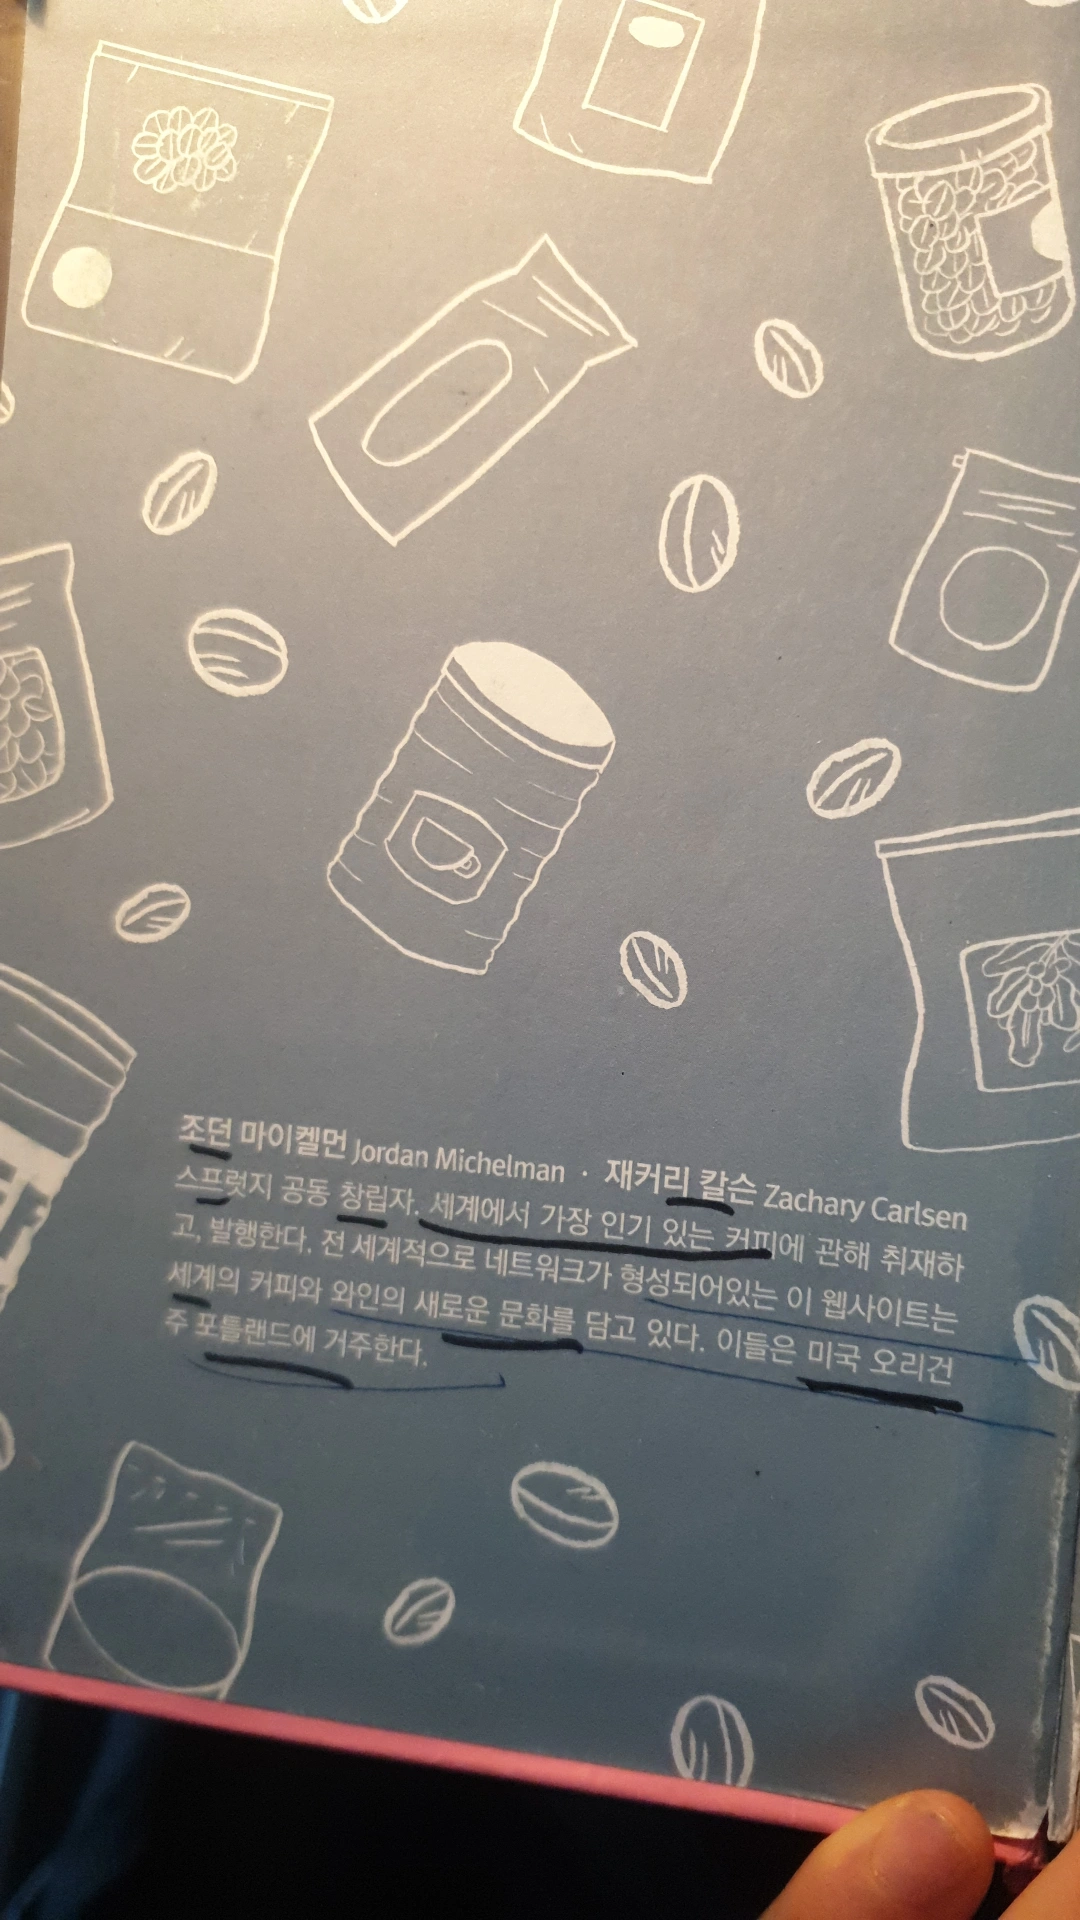 조던 마이켈먼 Jordan Michelman · 재커리 칼슨 Zachary Carlsen
스프럿지 공동 창립자. 세계에서 가장 인기 있는 커피에 관해 취재하
고, 발행한다. 전 세계적으로 네트워크가 형성되어있는 이 웹사이트는
세계의 커피와 와인의 새로운 문화를 담고 있다. 이들은 미국 오리건
주 포틀랜드에 거주한다.